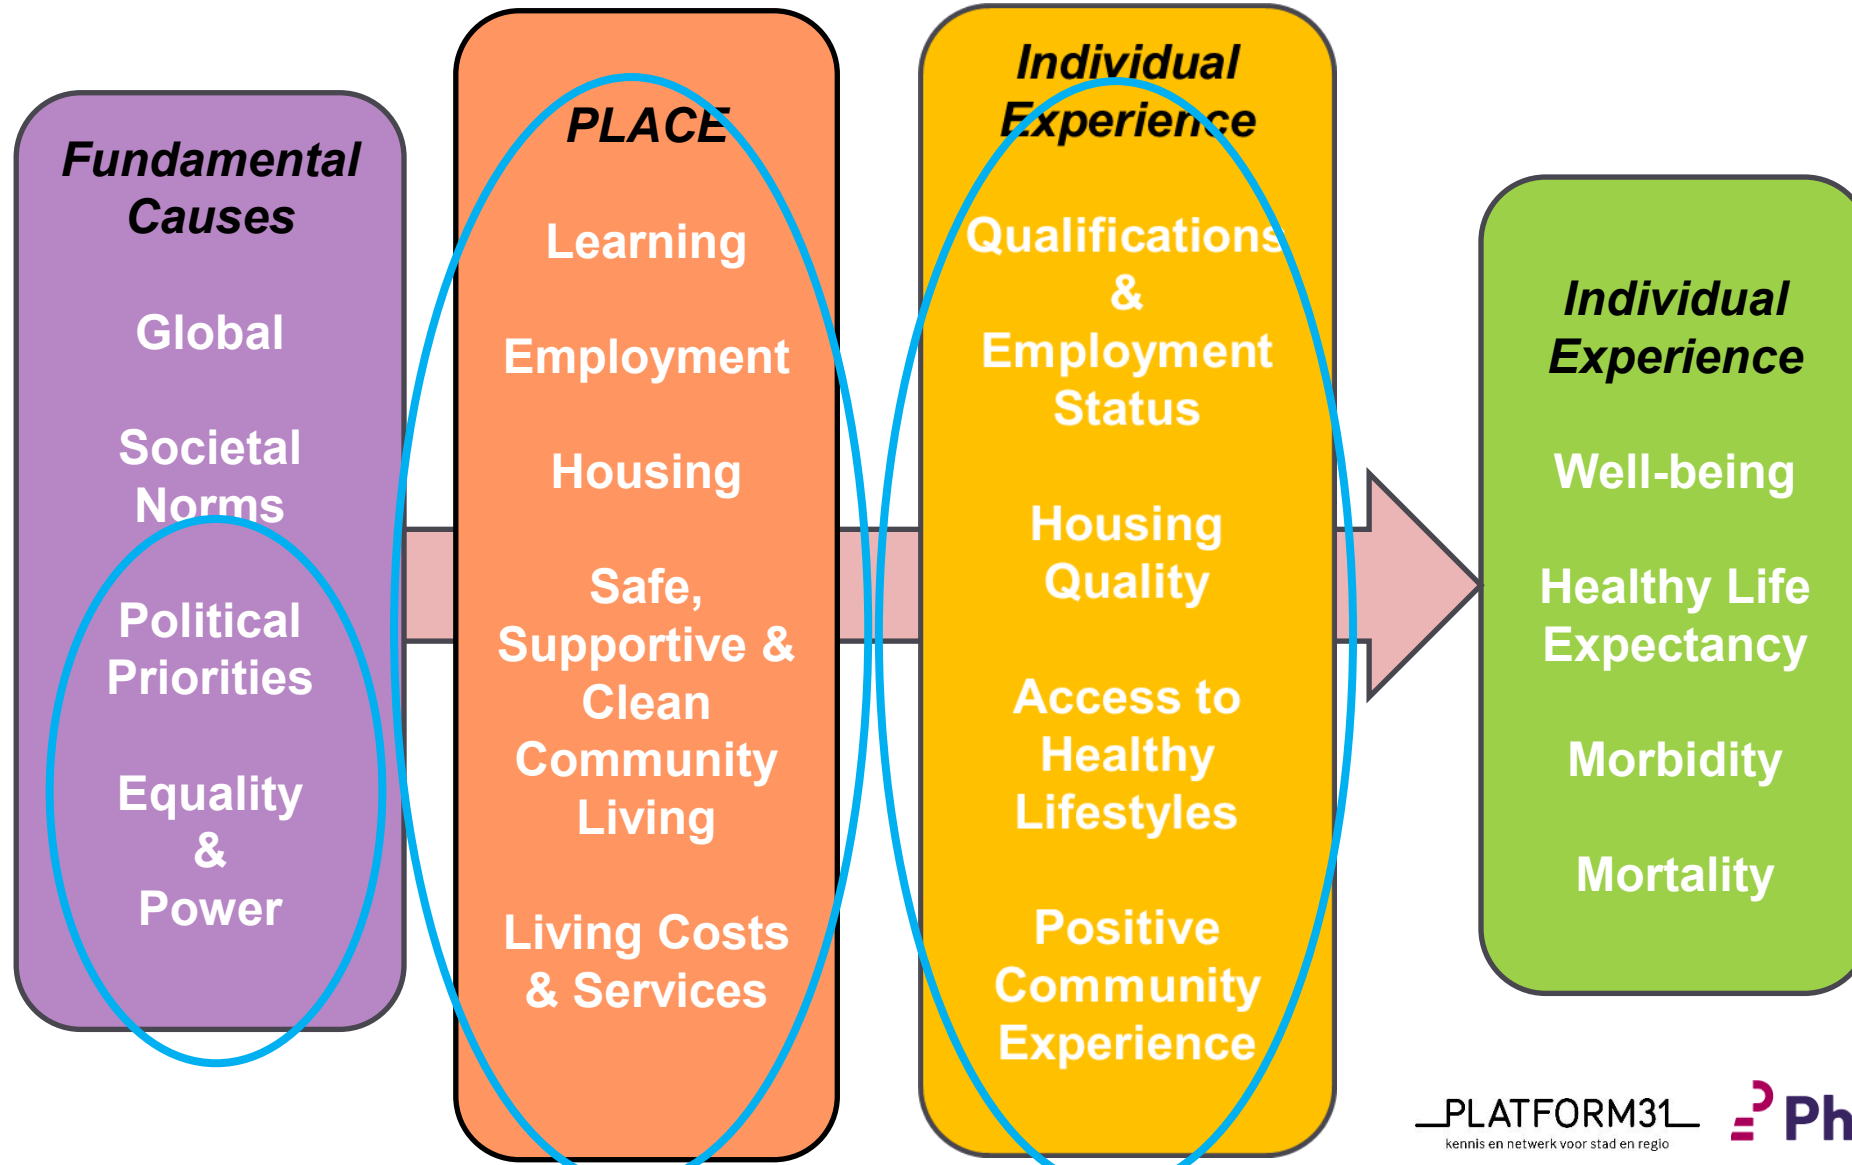 Fundamental
Causes
Global
Societal
Norms
Political
Priorities
Equality
&
Power
PLACE
Learning
Employment
Housing
Safe,
Supportive &
Clean
Community
Living
Living Costs
& Services
Individual
Experience
Qualifications
&
Employment
Status
Housing
Quality
Access to
Healthy
Lifestyles
Positive
Community
Experience
Individual
Experience
Well-being
Healthy Life
Expectancy
Morbidity
Mortality
PLATFORM31
kennis en netwerk voor stad en regio
Ph